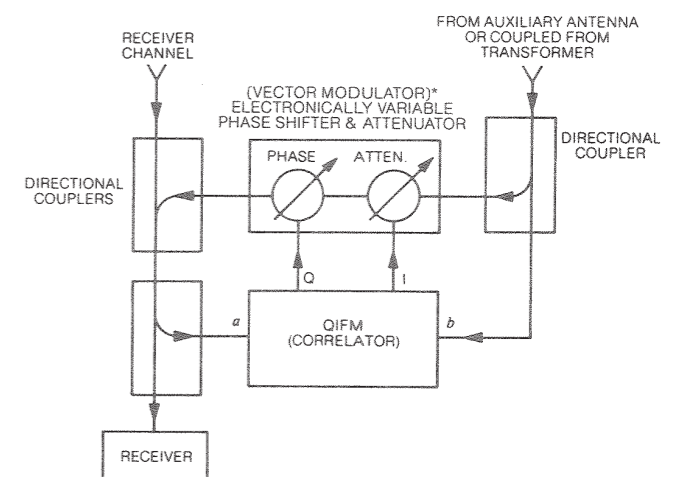 RECEIVER
CHANNEL
FROM AUXILIARY ANTENNA
OR COUPLED FROM
TRANSFORMER
(VECTOR MODULATOR)*
ELECTRONICALLY VARIABLE
PHASE SHIFTER & ATTENUATOR
PHASE
ATTEN.
DIRECTIONAL
COUPLER
DIRECTIONAL
COUPLERS
Q
I
a
QIFM
(CORRELATOR)
b
RECEIVER